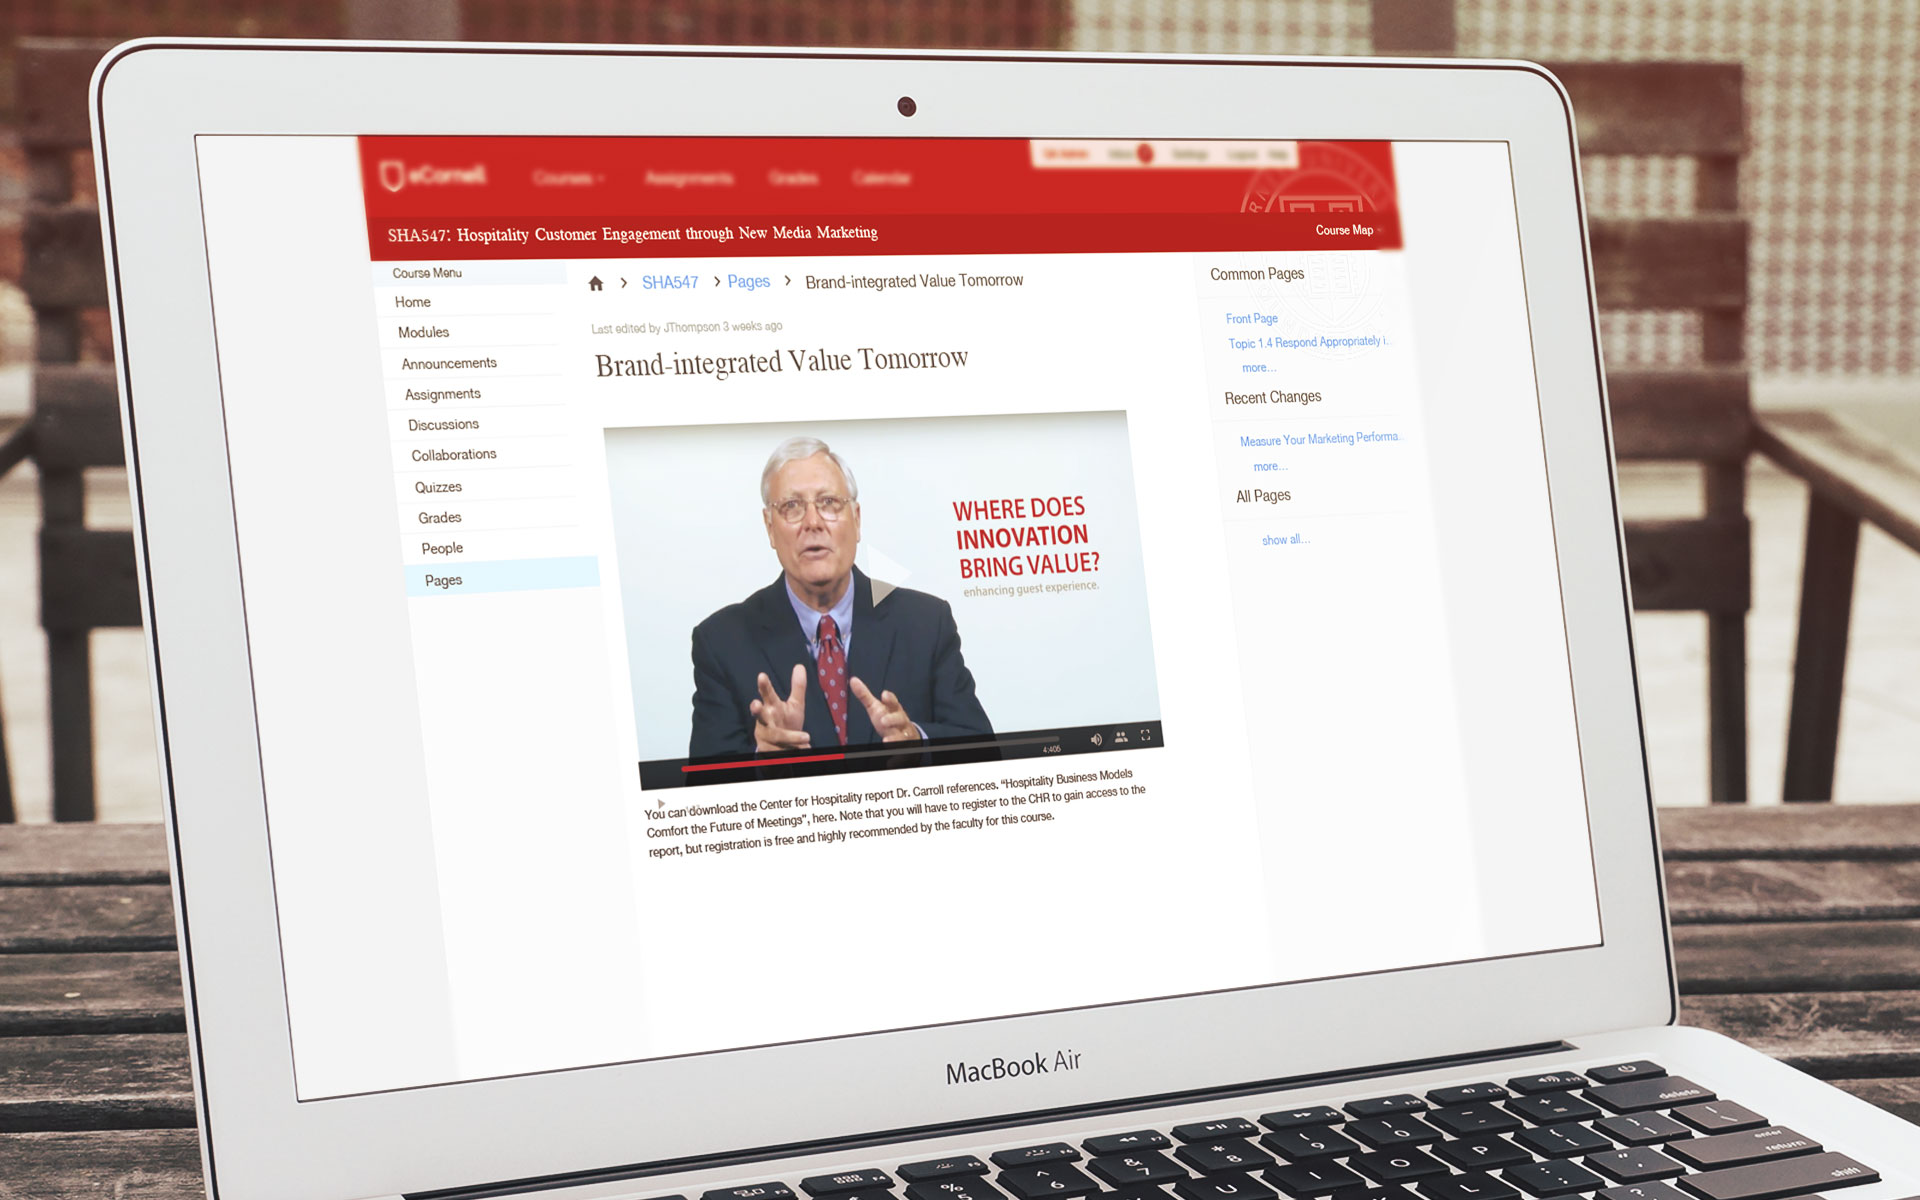 eCornell
Courses
Assignments
Grades
Calendar
SHA547: Hospitality Customer Engagement through New Media Marketing
Course Map
Course Menu
Home
Modules
Announcements
Assignments
Discussions
Collaborations
Quizzes
Grades
People
Pages
SHA547 > Pages > Brand-integrated Value Tomorrow
Last edited by JThompson 3 weeks ago
Brand-integrated Value Tomorrow
WHERE DOES
INNOVATION
BRING VALUE?
enhancing guest experience.
4:405
You can download the Center for Hospitality report Dr. Carroll references. “Hospitality Business Models
Comfort the Future of Meetings”, here. Note that you will have to register to the CHR to gain access to the
report, but registration is free and highly recommended by the faculty for this course.
Common Pages
Front Page
Topic 1.4 Respond Appropriately i...
more...
Recent Changes
Measure Your Marketing Performa...
more...
All Pages
show all...
MacBook Air
delete
enter
return
shift